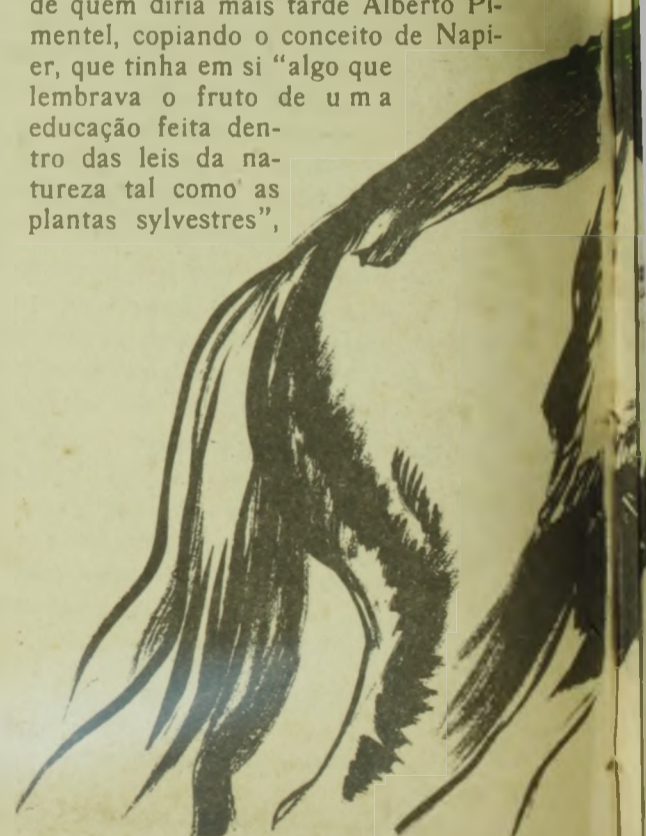 de quem diria mais tarde Alberto Pi-
mentel, copiando o conceito de Napi-
er, que tinha em si “algo que
lembrava o fruto de uma
educação feita den-
tro das leis da na-
tureza tal como as
plantas sylvestres”,